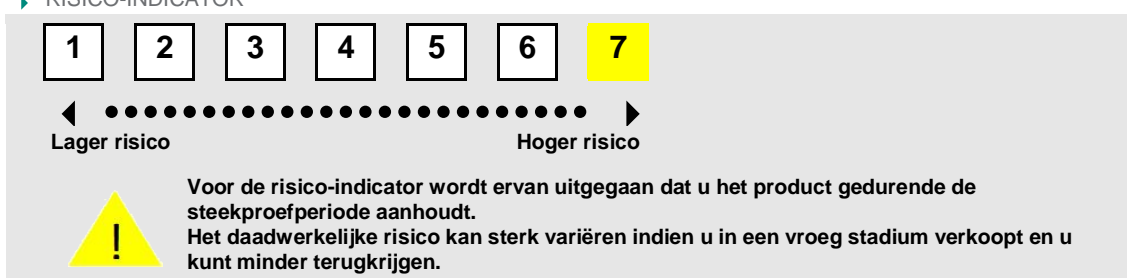 RISICO-INDICATOR
1 2 3 4 5 6 7
Lager risico Hoger risico
Voor de risico-indicator wordt ervan uitgegaan dat u het product gedurende de
steekproefperiode aanhoudt.
Het daadwerkelijke risico kan sterk variëren indien u in een vroeg stadium verkoopt en u
kunt minder terugkrijgen.
!